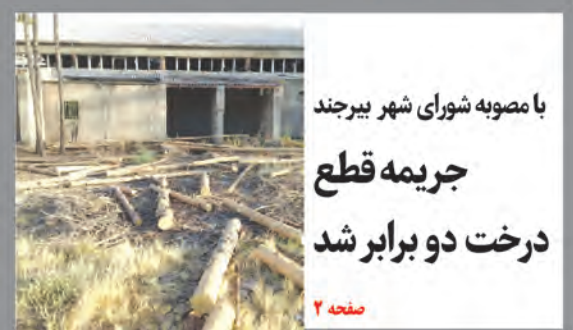 با مصوبه شورای شهر بیرجند
جریمه قطع
درخت دو برابر شد
صفحه ۲